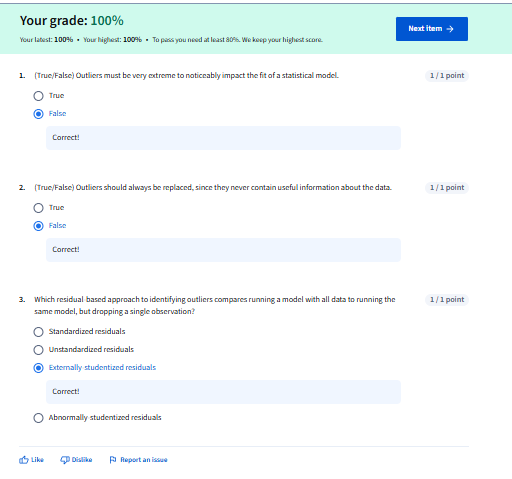 Your grade: 100%
Next item →
Your latest: 100% • Your highest: 100% • To pass you need at least 80%. We keep your highest score.
1. (True/False) Outliers must be very extreme to noticeably impact the fit of a statistical model.
1 / 1 point
True
False
Correct!
2. (True/False) Outliers should always be replaced, since they never contain useful information about the data.
1 / 1 point
True
False
Correct!
3. Which residual-based approach to identifying outliers compares running a model with all data to running the
same model, but dropping a single observation?
1 / 1 point
Standardized residuals
Unstandardized residuals
Externally-studentized residuals
Correct!
Abnormally-studentized residuals
Like
Dislike
Report an issue